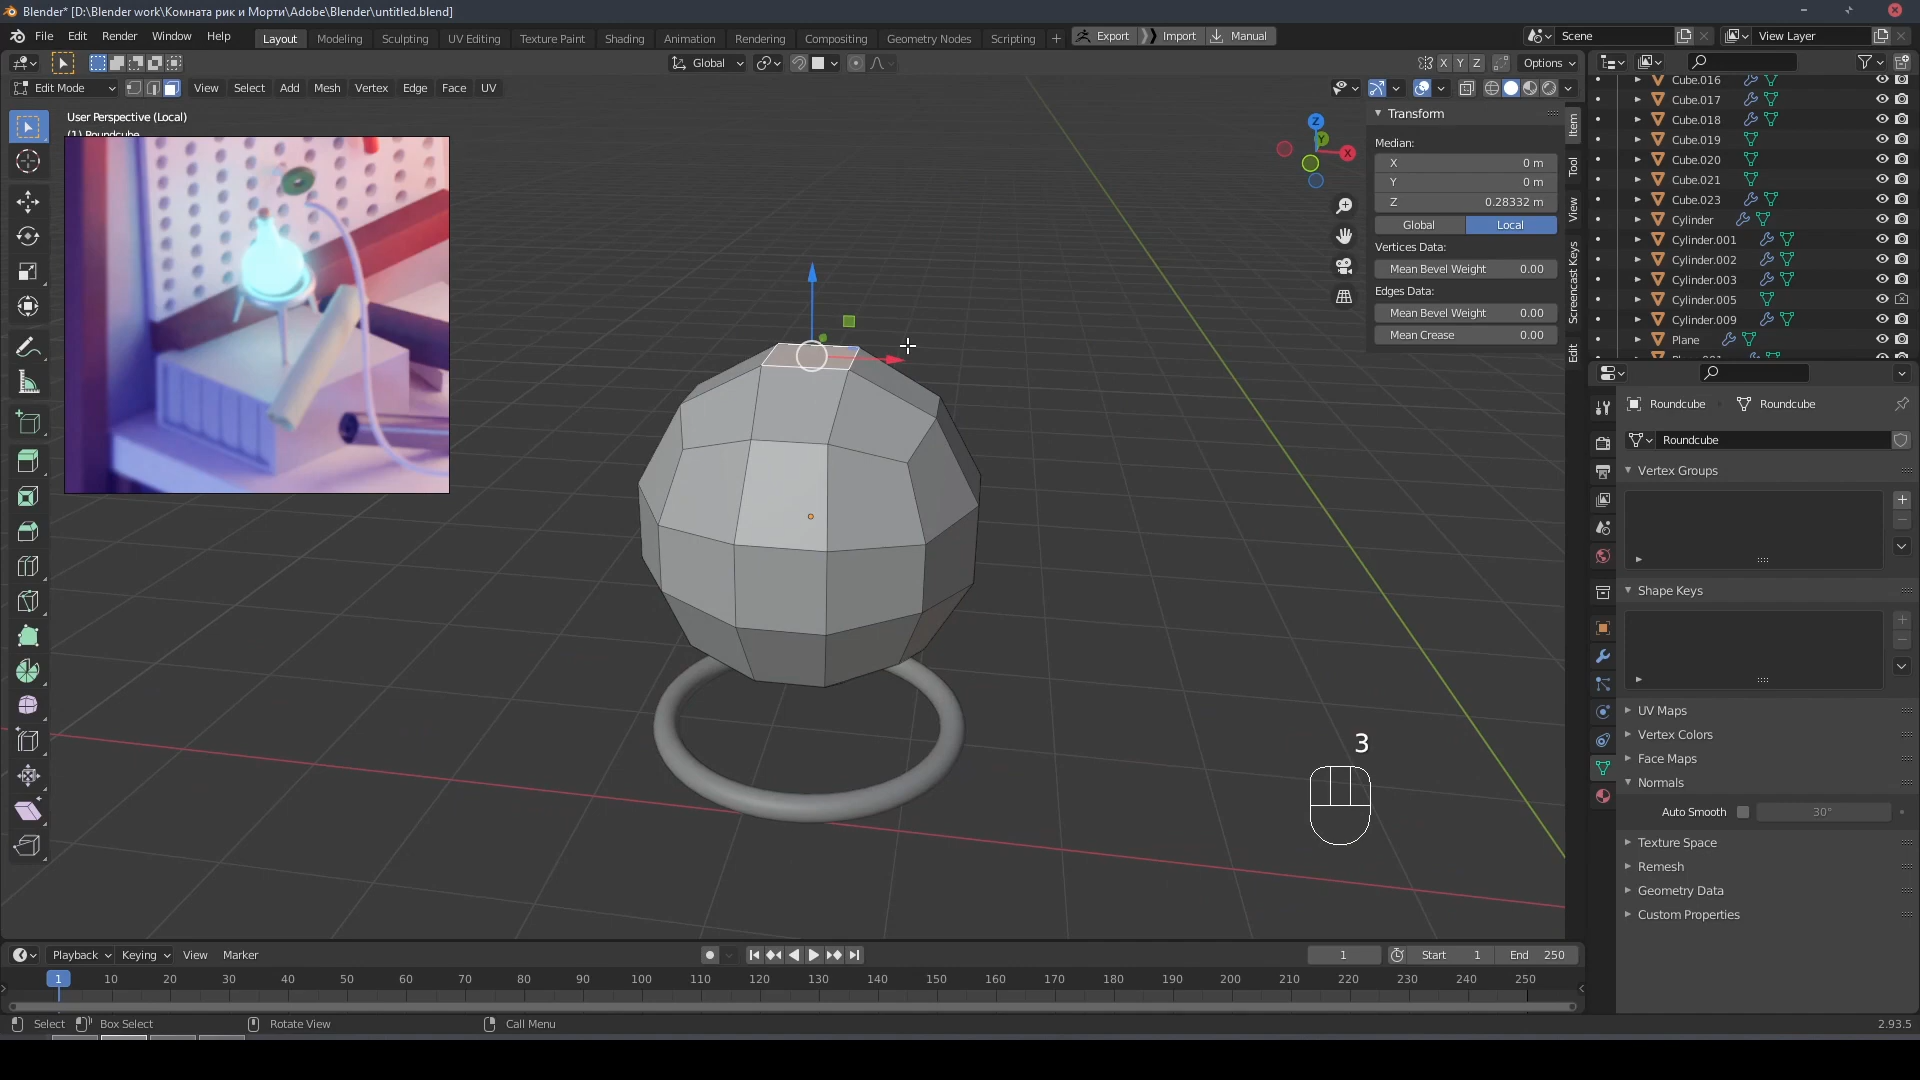 Blender* [D:\Blender work\Комната рик и Морти\Adobe\Blender\untitled.blend]
File Edit Render Window Help
Layout Modeling Sculpting UV Editing Texture Paint Shading Animation Rendering Compositing Geometry Nodes Scripting + Export Import Manual
Scene View Layer
Global X Y Z Options
Edit Mode View Select Add Mesh Vertex Edge Face UV
User Perspective (Local)
(1) Roundcube
Z
Y
X
Transform
Median:
X 0 m
Y 0 m
Z 0.28332 m
Global Local
Vertices Data:
Mean Bevel Weight 0.00
Edges Data:
Mean Bevel Weight 0.00
Mean Crease 0.00
Item
Tool
View
Screencast Keys
Edit
Cube.016
Cube.017
Cube.018
Cube.019
Cube.020
Cube.021
Cube.023
Cylinder
Cylinder.001
Cylinder.002
Cylinder.003
Cylinder.005
Cylinder.009
Plane
Roundcube Roundcube
Roundcube
Vertex Groups
Shape Keys
UV Maps
Vertex Colors
Face Maps
Normals
Auto Smooth 30°
Texture Space
Remesh
Geometry Data
Custom Properties
3
Playback Keying View Marker
1 Start 1 End 250
1 10 20 30 40 50 60 70 80 90 100 110 120 130 140 150 160 170 180 190 200 210 220 230 240 250
Select Box Select Rotate View Call Menu
2.93.5